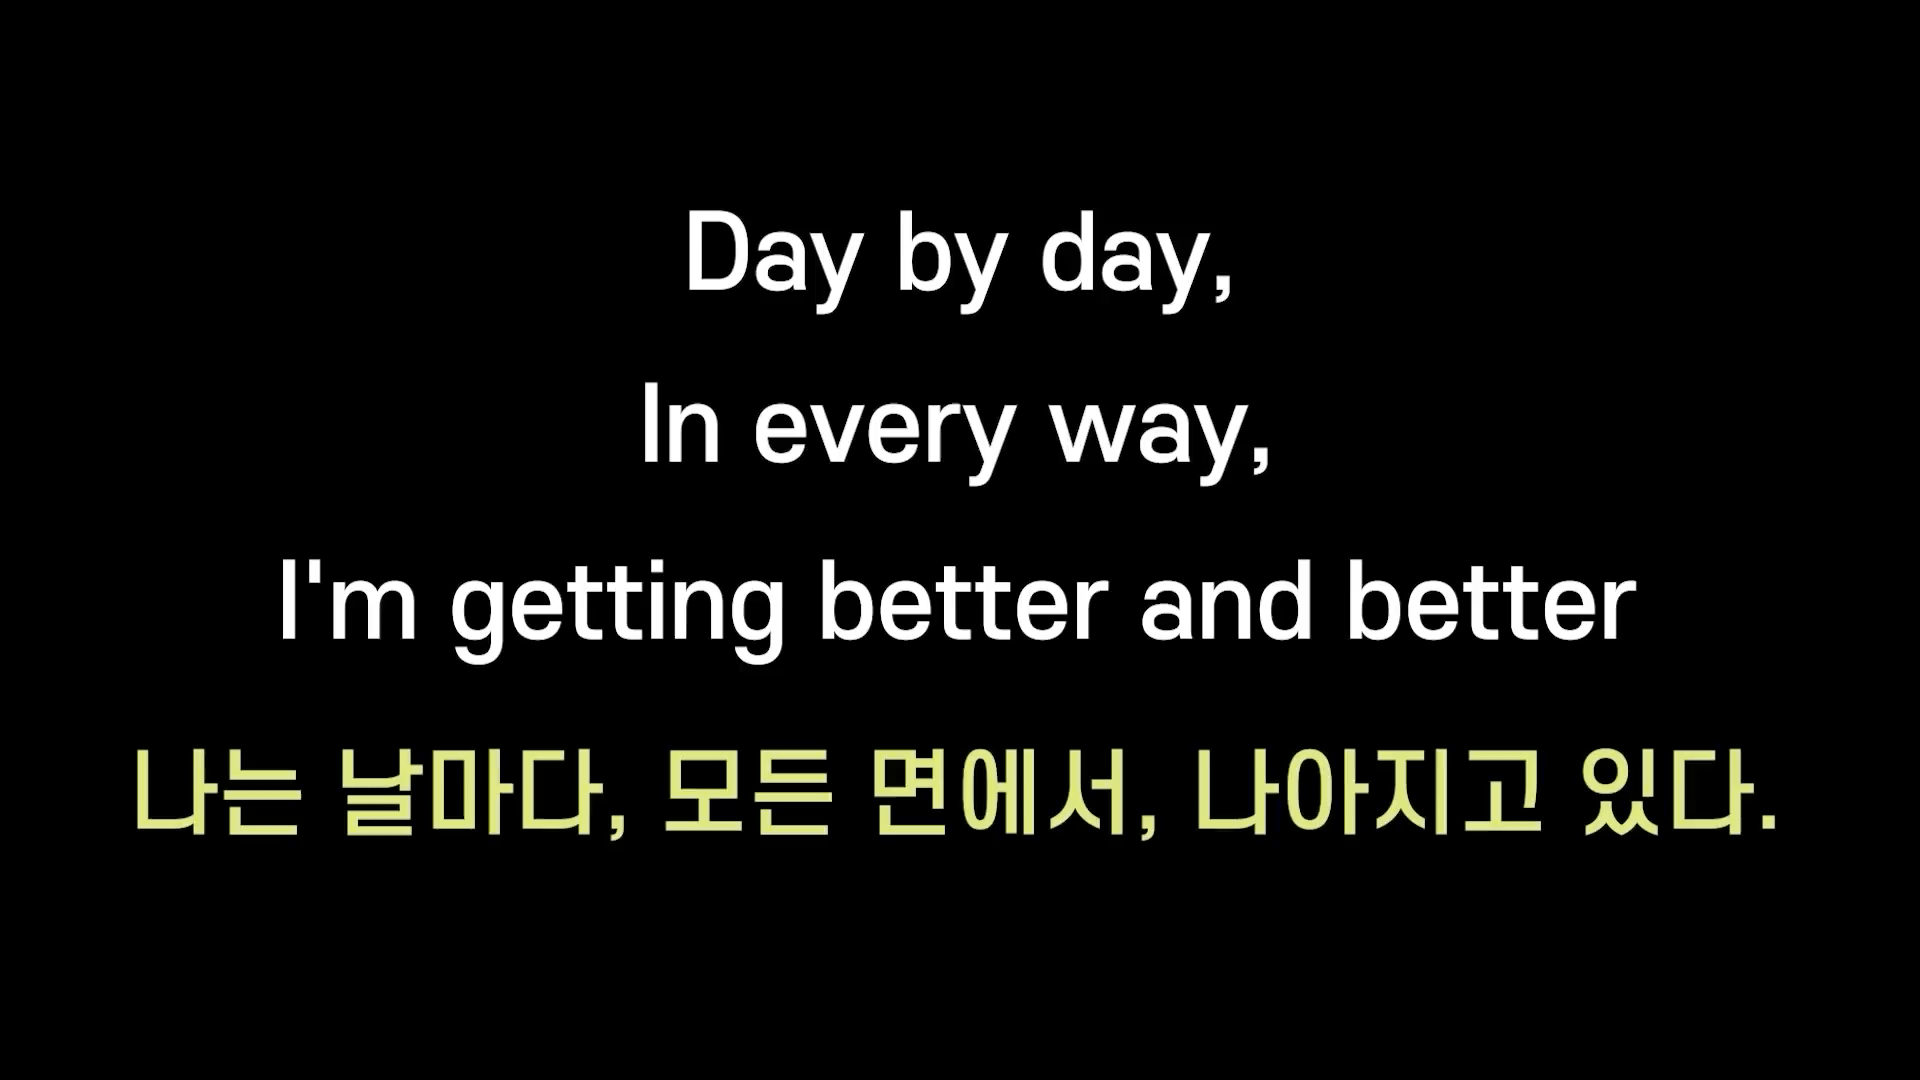 Day by day,
In every way,
I'm getting better and better
나는 날마다, 모든 면에서, 나아지고 있다.